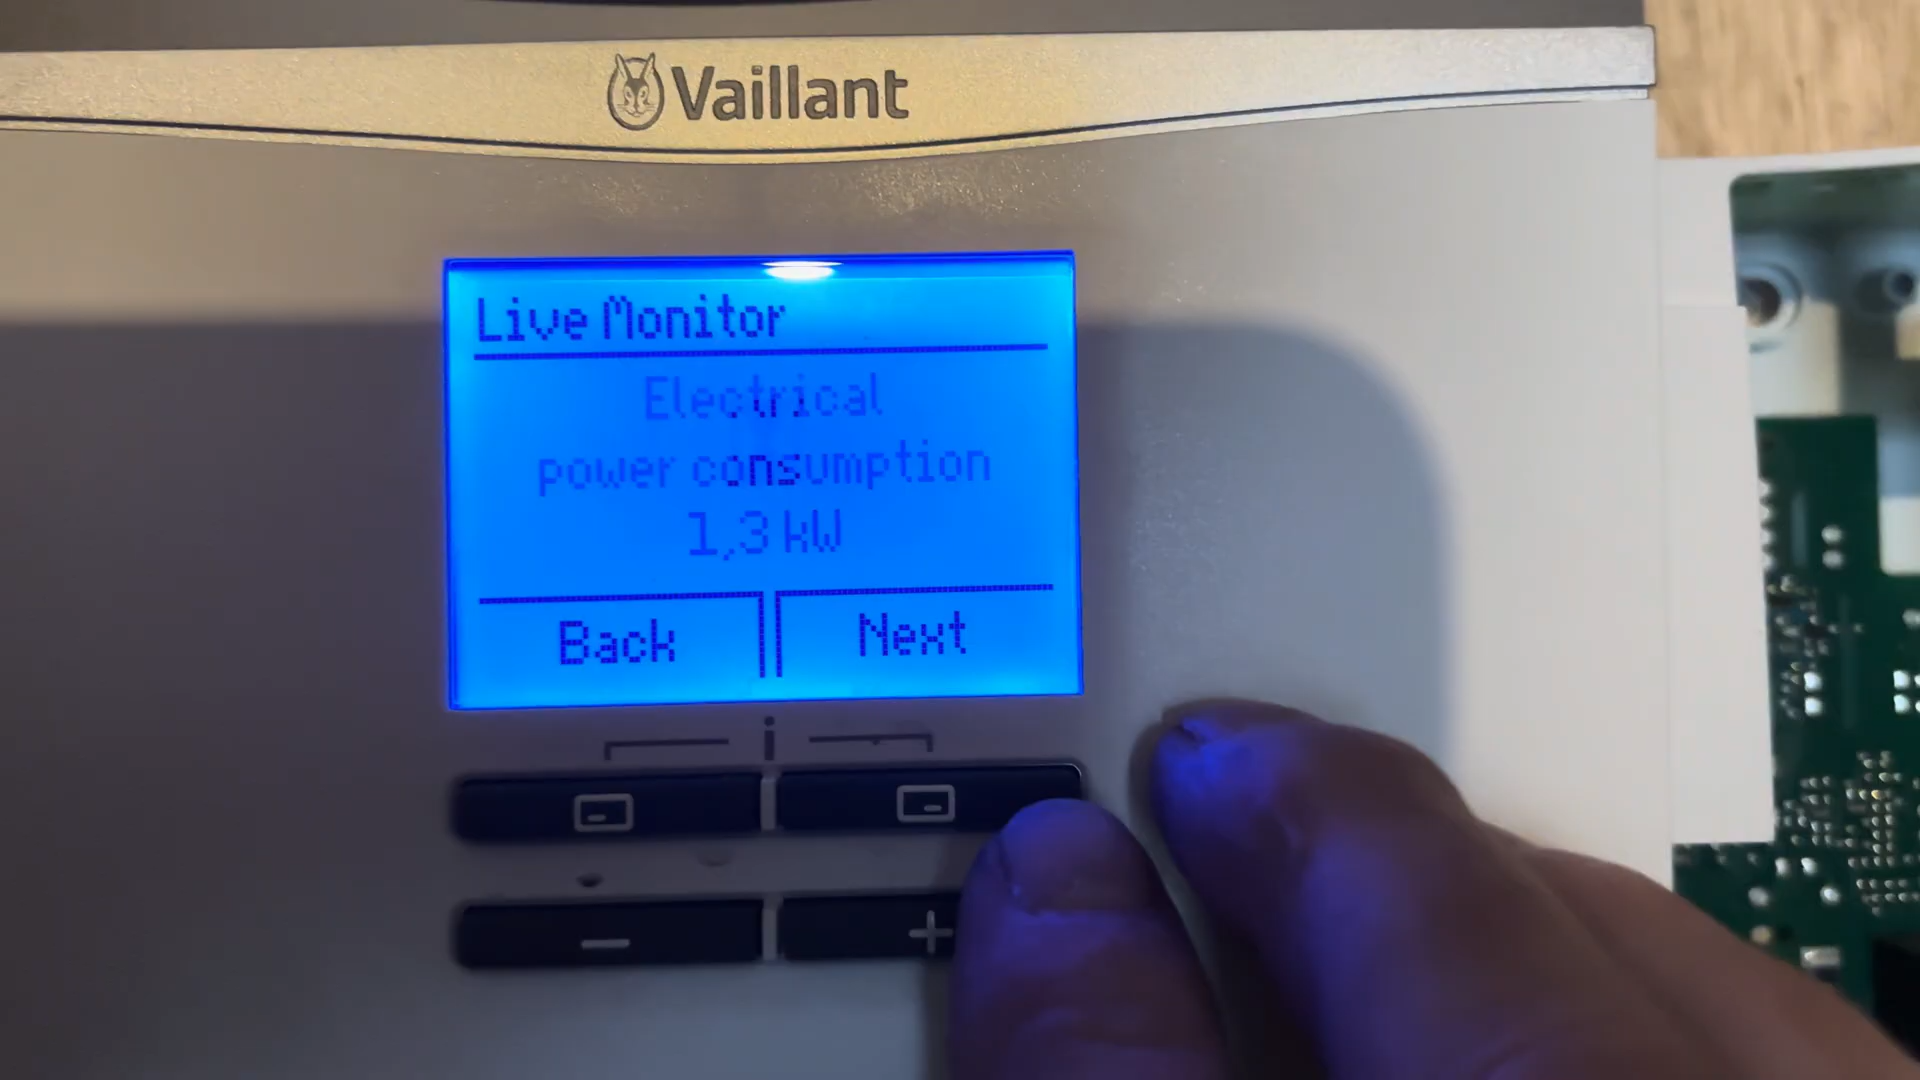 Vaillant
Live Monitor
Electrical
power consumption
1,3 kW
Back
Next
i
− +